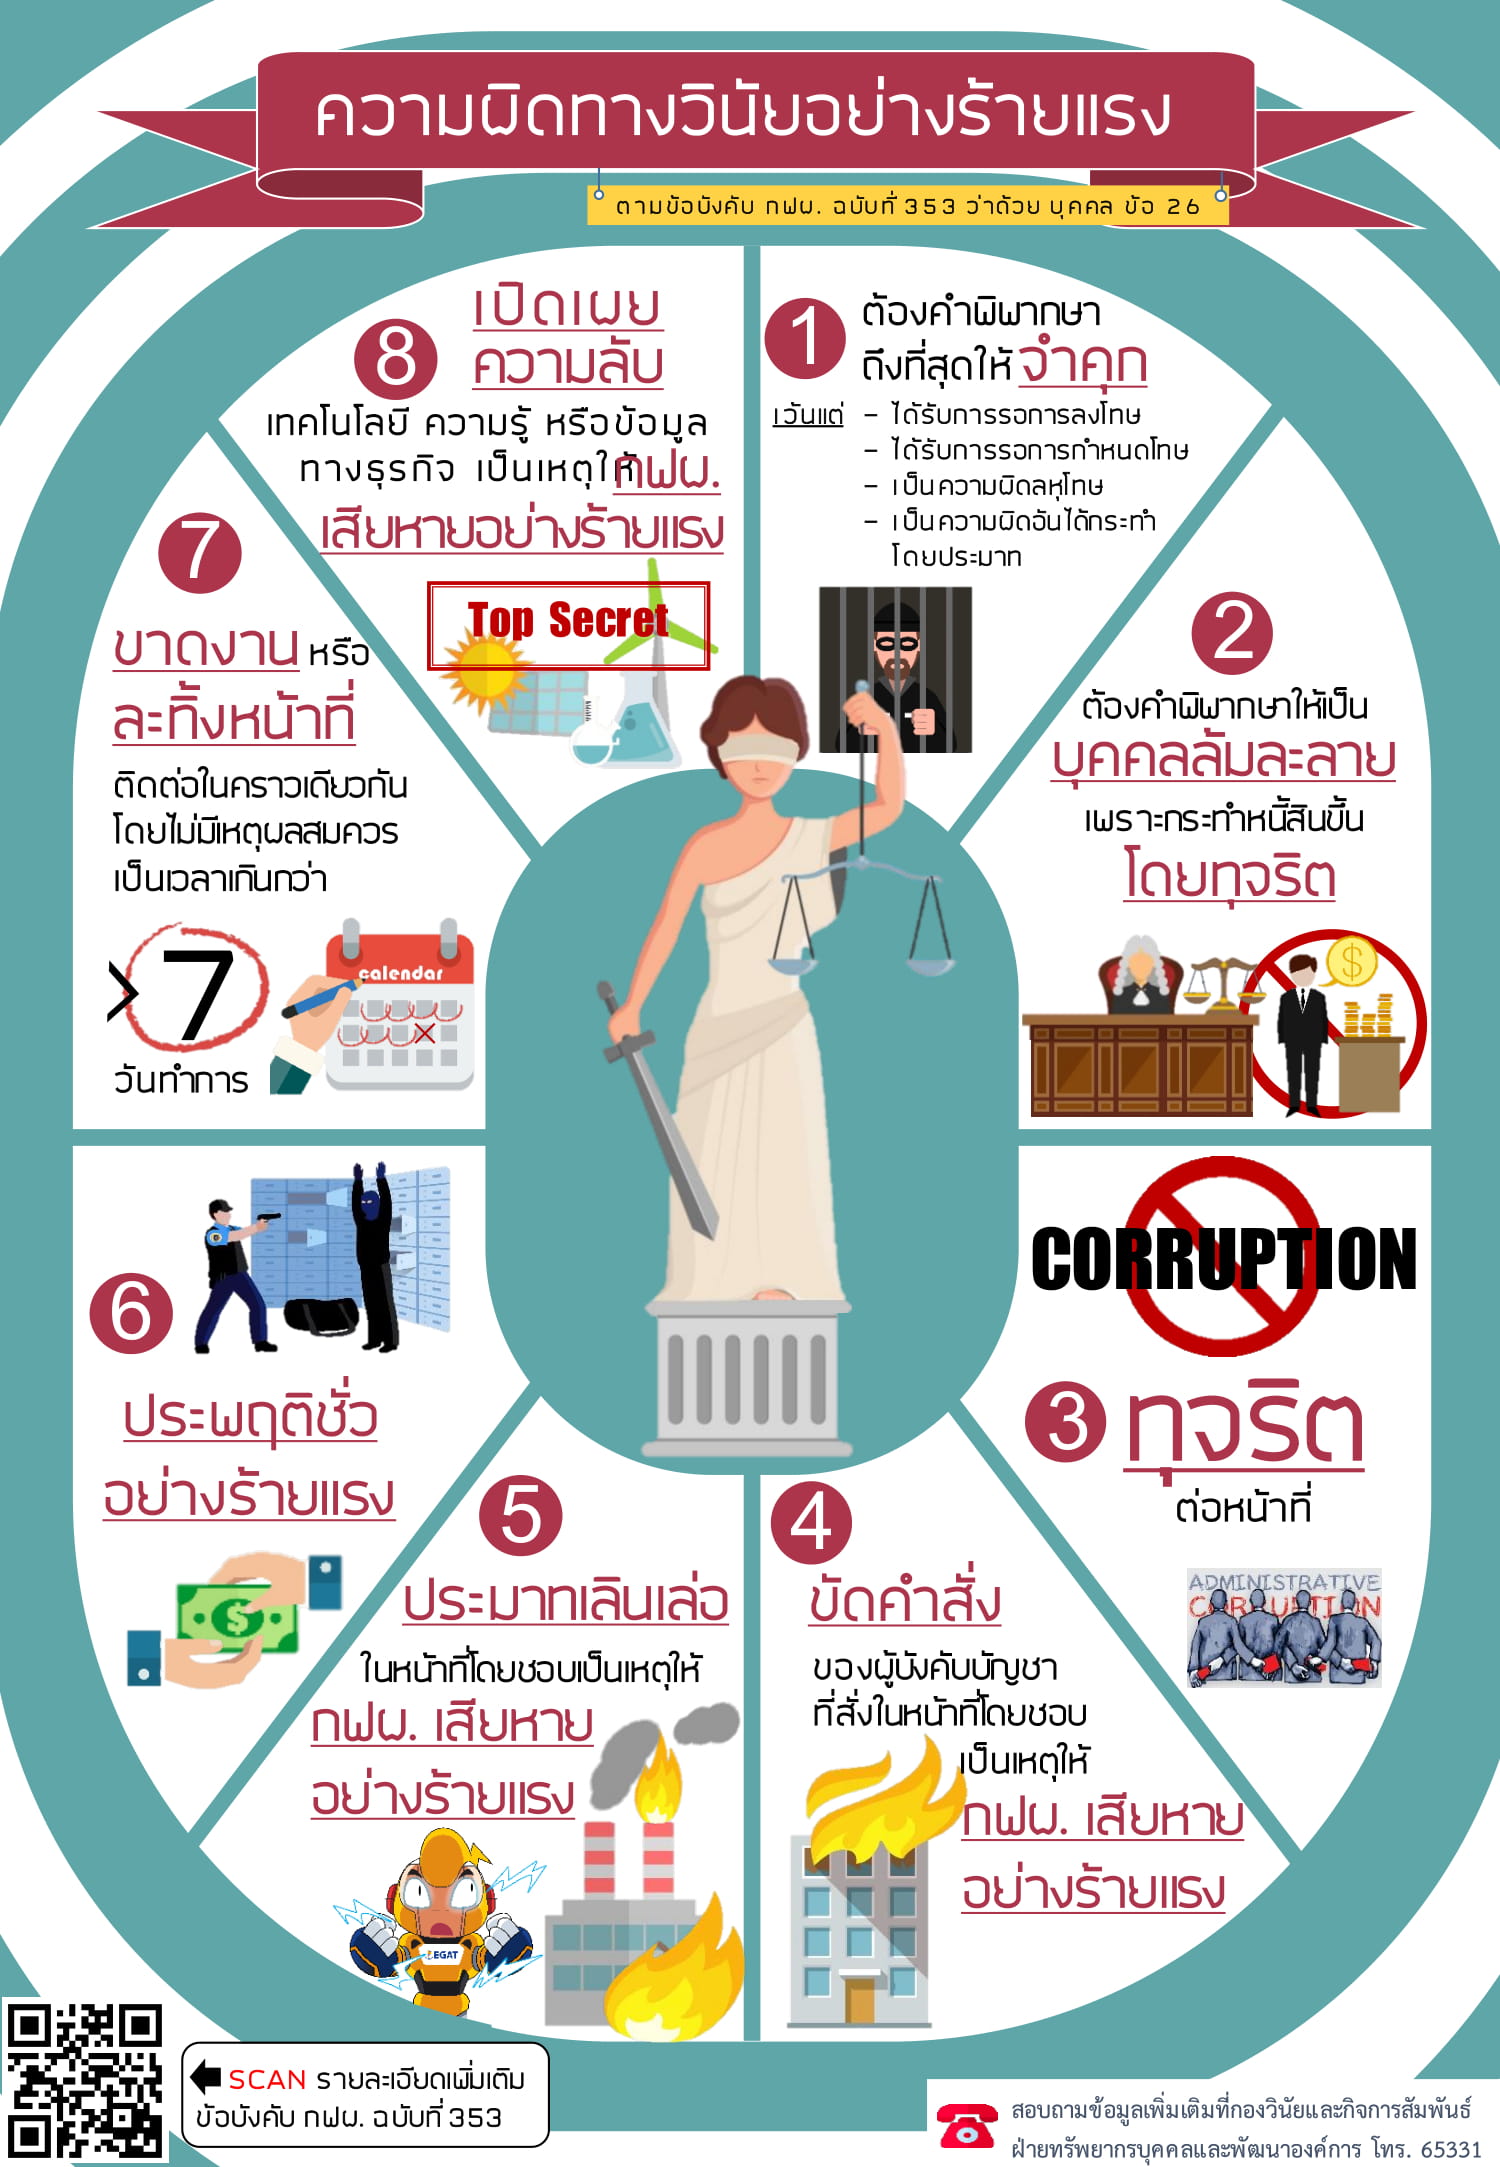 ความผิดทางวินัยอย่างร้ายแรง
ตามข้อบังคับ กฟผ. ฉบับที่ 353 ว่าด้วย บุคคล ข้อ 26
1
ต้องคำพิพากษา
ถึงที่สุดให้ จำคุก
เว้นแต่ - ได้รับการรอการลงโทษ
- ได้รับการรอการกำหนดโทษ
- เป็นความผิดลหุโทษ
- เป็นความผิดอันได้กระทำ
โดยประมาท
2
ต้องคำพิพากษาให้เป็น
บุคคลล้มละลาย
เพราะกระทำหนี้สินขึ้น
โดยทุจริต
$
CORRUPTION
3 ทุจริต
ต่อหน้าที่
ADMINISTRATIVE
CORRUPTION
4
ขัดคำสั่ง
ของผู้บังคับบัญชา
ที่สั่งในหน้าที่โดยชอบ
เป็นเหตุให้
กฟผ. เสียหาย
อย่างร้ายแรง
5
ประมาทเลินเล่อ
ในหน้าที่โดยชอบเป็นเหตุให้
กฟผ. เสียหาย
อย่างร้ายแรง
EGAT
6
ประพฤติชั่ว
อย่างร้ายแรง
$
7
ขาดงาน หรือ
ละทิ้งหน้าที่
ติดต่อในคราวเดียวกัน
โดยไม่มีเหตุผลสมควร
เป็นเวลาเกินกว่า
> 7
วันทำการ
calendar
8
เปิดเผย
ความลับ
เทคโนโลยี ความรู้ หรือข้อมูล
ทางธุรกิจ เป็นเหตุให้ กฟผ.
เสียหายอย่างร้ายแรง
Top Secret
SCAN รายละเอียดเพิ่มเติม
ข้อบังคับ กฟผ. ฉบับที่ 353
สอบถามข้อมูลเพิ่มเติมที่กองวินัยและกิจการสัมพันธ์
ฝ่ายทรัพยากรบุคคลและพัฒนาองค์การ โทร. 65331